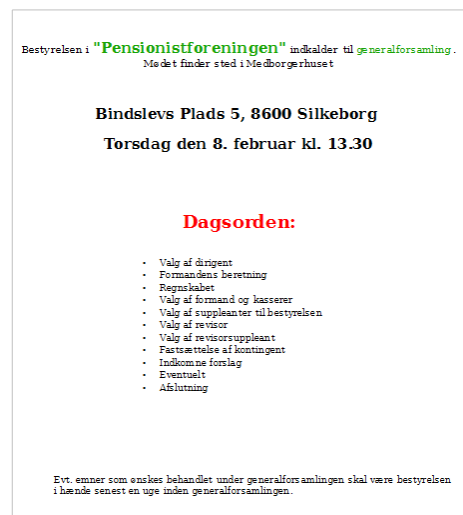 Bestyrelsen i "Pensionistforeningen" indkalder til generalforsamling .
Mødet finder sted i Medborgerhuset
Bindslevs Plads 5, 8600 Silkeborg
Torsdag den 8. februar kl. 13.30
Dagsorden:
• Valg af dirigent
• Formandens beretning
• Regnskabet
• Valg af formand og kasserer
• Valg af suppleanter til bestyrelsen
• Valg af revisor
• Valg af revisorsuppleant
• Fastsættelse af kontingent
• Indkomne forslag
• Eventuelt
• Afslutning
Evt. emner som ønskes behandlet under generalforsamlingen skal være bestyrelsen
i hænde senest en uge inden generalforsamlingen.